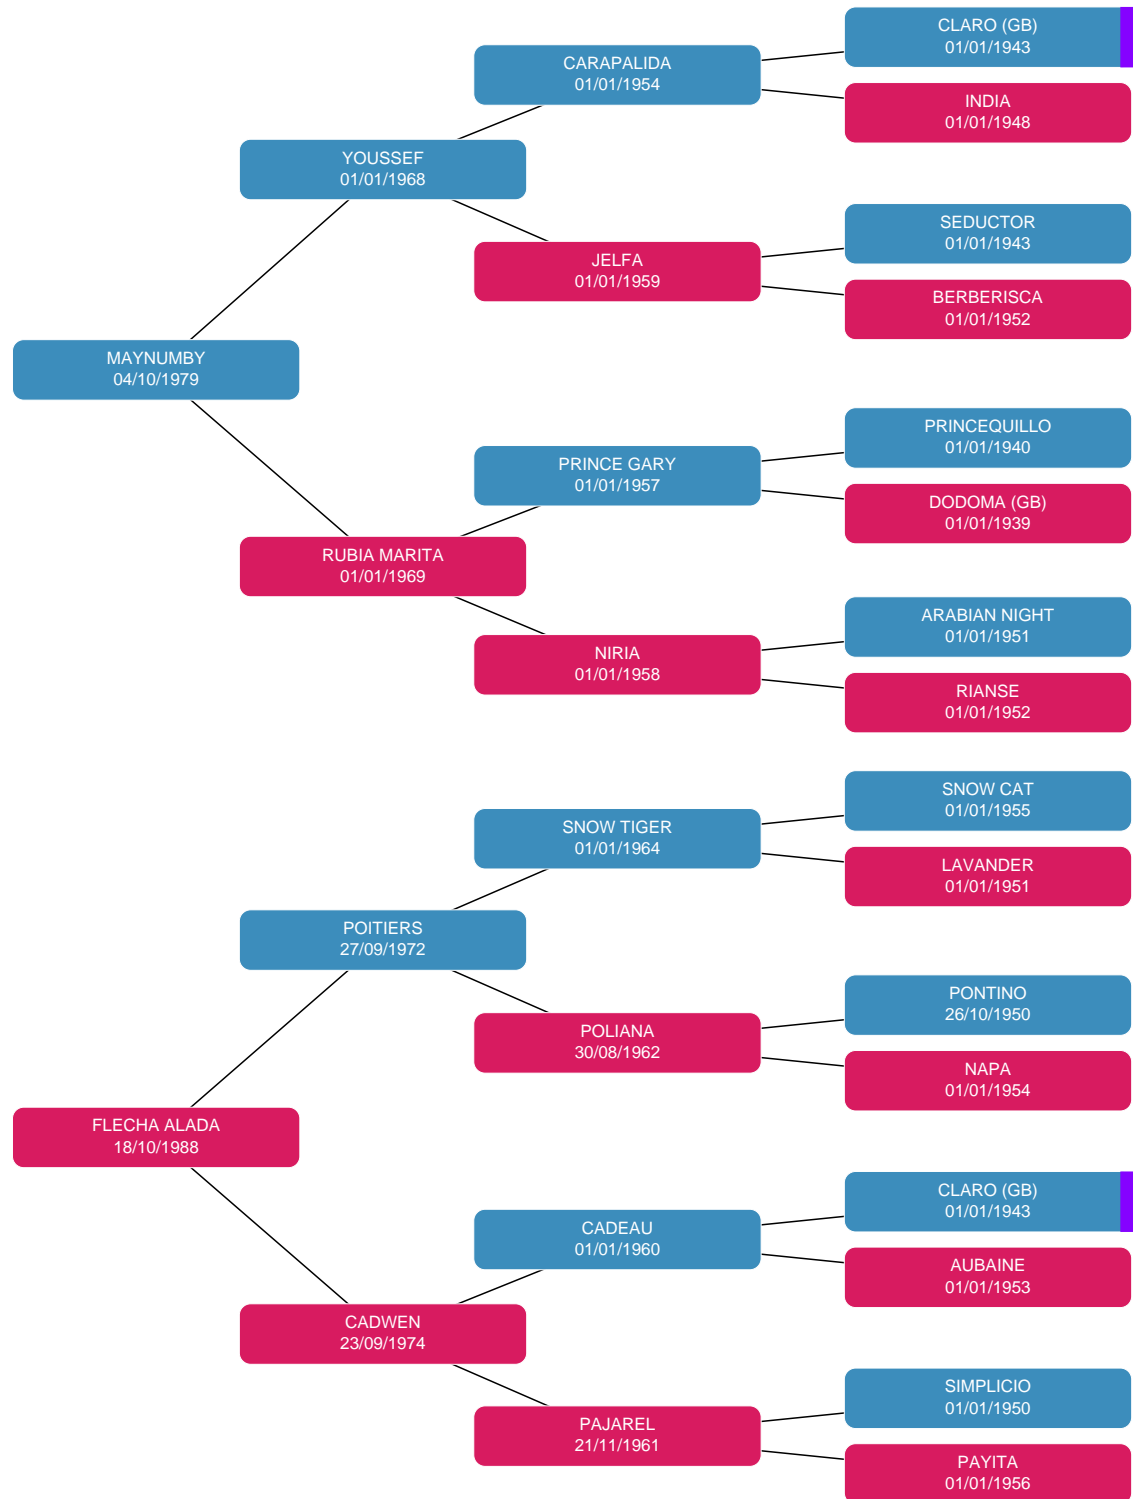 CLARO (GB)
01/01/1943
CARAPALIDA
01/01/1954
INDIA
01/01/1948
YOUSSEF
01/01/1968
SEDUCTOR
01/01/1943
JELFA
01/01/1959
BERBERISCA
01/01/1952
MAYNUMBY
04/10/1979
PRINCEQUILLO
01/01/1940
PRINCE GARY
01/01/1957
DODOMA (GB)
01/01/1939
RUBIA MARITA
01/01/1969
ARABIAN NIGHT
01/01/1951
NIRIA
01/01/1958
RIANSE
01/01/1952
SNOW CAT
01/01/1955
SNOW TIGER
01/01/1964
LAVANDER
01/01/1951
POITIERS
27/09/1972
PONTINO
26/10/1950
POLIANA
30/08/1962
NAPA
01/01/1954
FLECHA ALADA
18/10/1988
CLARO (GB)
01/01/1943
CADEAU
01/01/1960
AUBAINE
01/01/1953
CADWEN
23/09/1974
SIMPLICIO
01/01/1950
PAJAREL
21/11/1961
PAYITA
01/01/1956